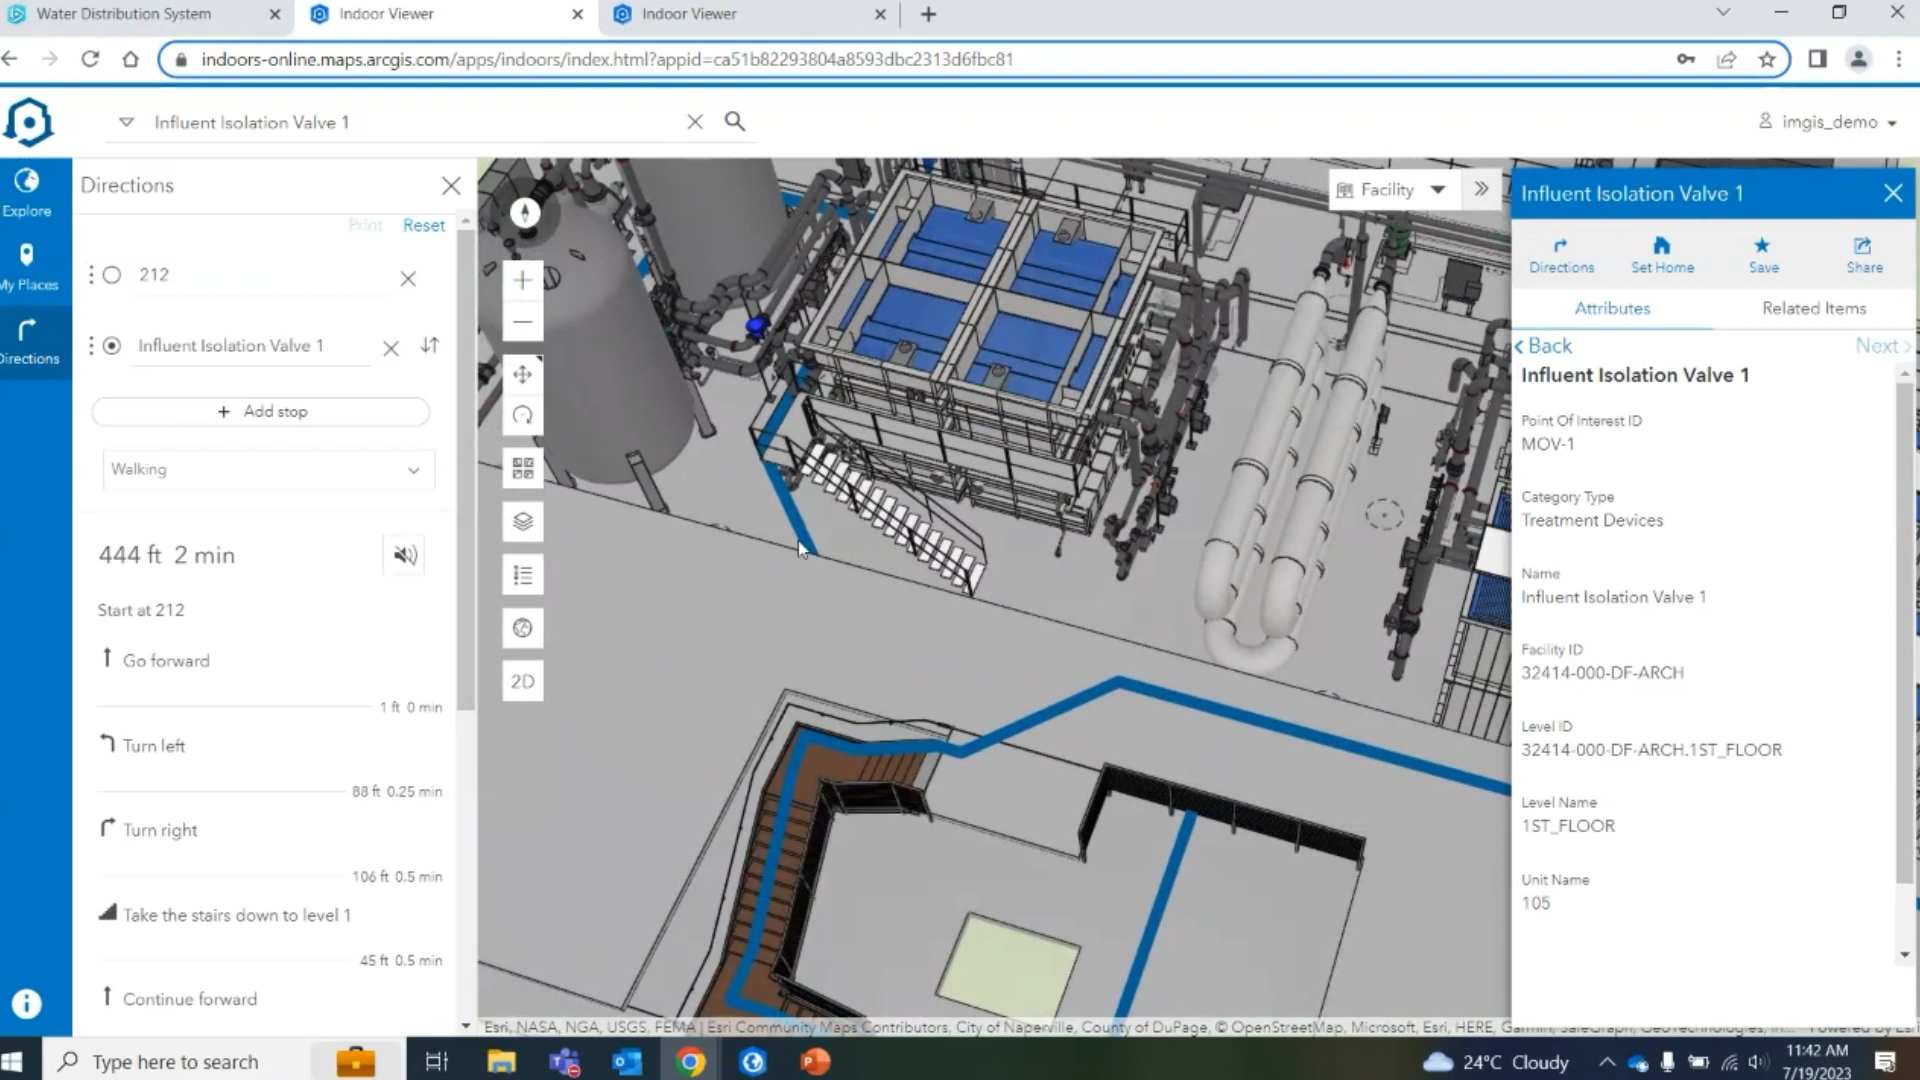 Water Distribution System
Indoor Viewer
Indoor Viewer
indoors-online.maps.arcgis.com/apps/indoors/index.html?appid=ca51b82293804a8593dbc2313d6fbc81
Influent Isolation Valve 1
imgis_demo
Explore
My Places
Directions
Directions
Print Reset
212
Influent Isolation Valve 1
+ Add stop
Walking
444 ft 2 min
Start at 212
Go forward
1 ft 0 min
Turn left
88 ft 0.25 min
Turn right
106 ft 0.5 min
Take the stairs down to level 1
45 ft 0.5 min
Continue forward
2D
Facility
Influent Isolation Valve 1
Directions
Set Home
Save
Share
Attributes
Related Items
Back
Next
Influent Isolation Valve 1
Point Of Interest ID
MOV-1
Category Type
Treatment Devices
Name
Influent Isolation Valve 1
Facility ID
32414-000-DF-ARCH
Level ID
32414-000-DF-ARCH.1ST_FLOOR
Level Name
1ST_FLOOR
Unit Name
105
Esri, NASA, NGA, USGS, FEMA | Esri Community Maps Contributors, City of Naperville, County of DuPage, © OpenStreetMap, Microsoft, Esri, HERE, Garmin, SafeGraph, GeoTechnologies, In... Powered by Esri
Type here to search
24°C Cloudy
11:42 AM
7/19/2023